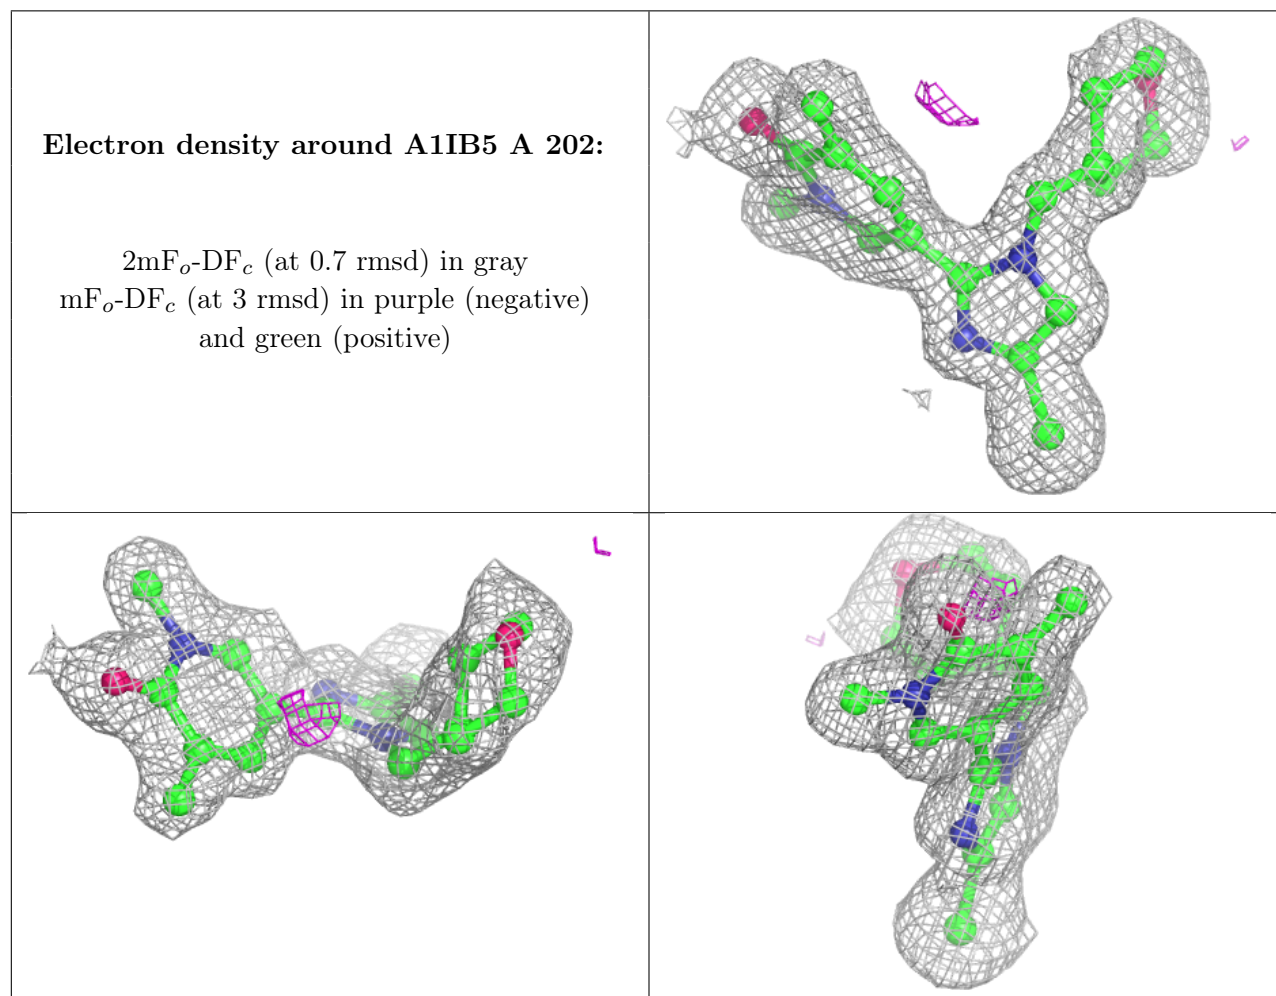 Electron density around A1IB5 A 202:
2mFo-DFc (at 0.7 rmsd) in gray
mFo-DFc (at 3 rmsd) in purple (negative)
and green (positive)